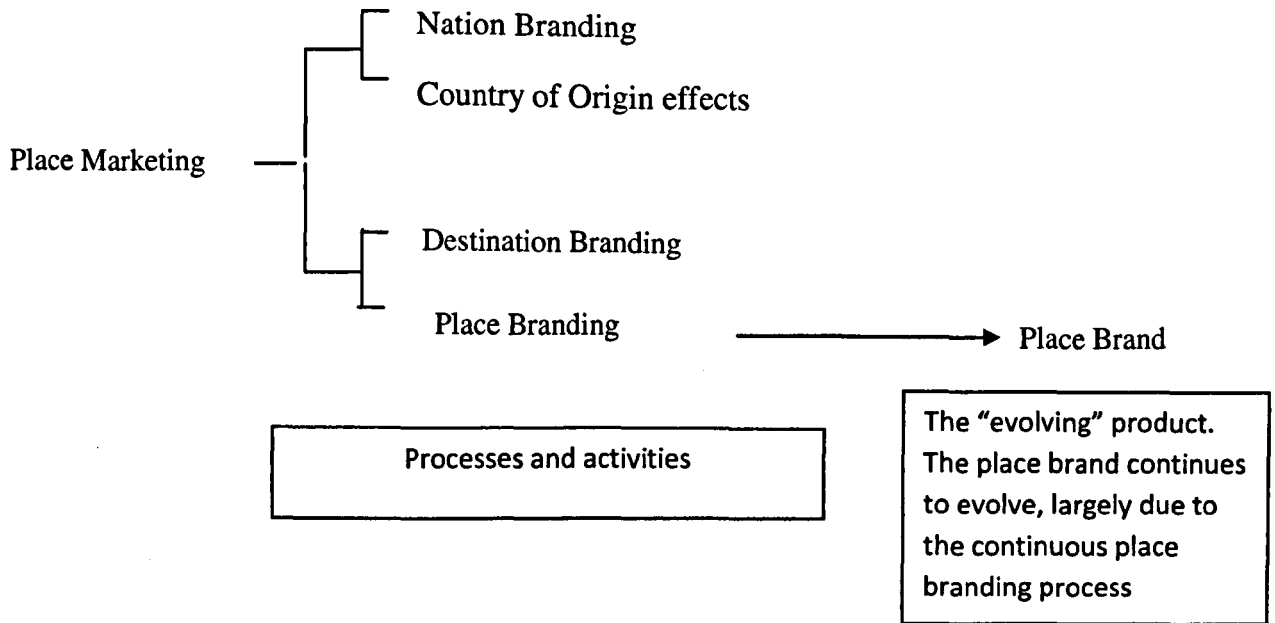 Nation Branding
Country of Origin effects
Place Marketing
Destination Branding
Place Branding
Place Brand
Processes and activities
The “evolving” product.
The place brand continues
to evolve, largely due to
the continuous place
branding process